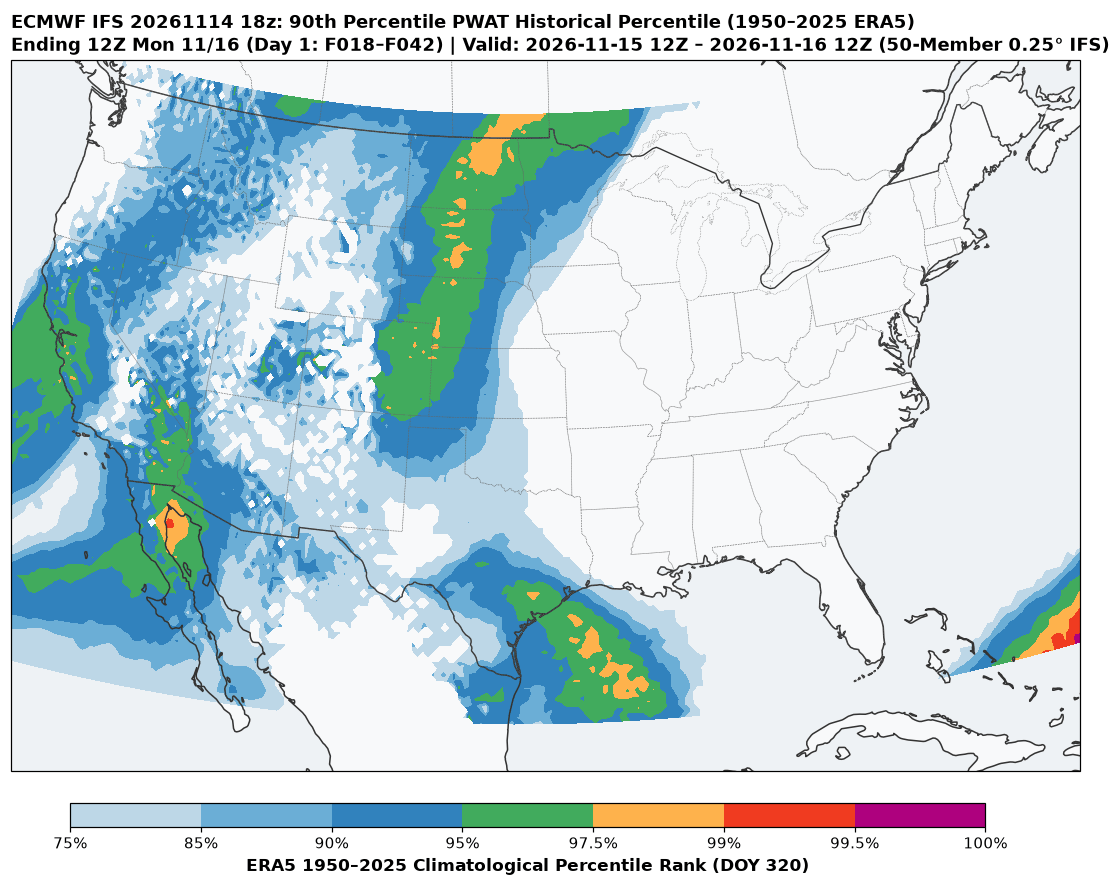 ECMWF IFS 20261114 18z: 90th Percentile PWAT Historical Percentile (1950–2025 ERA5)
Ending 12Z Mon 11/16 (Day 1: F018–F042) | Valid: 2026-11-15 12Z – 2026-11-16 12Z (50-Member 0.25° IFS)
75% 85% 90% 95% 97.5% 99% 99.5% 100%
ERA5 1950–2025 Climatological Percentile Rank (DOY 320)